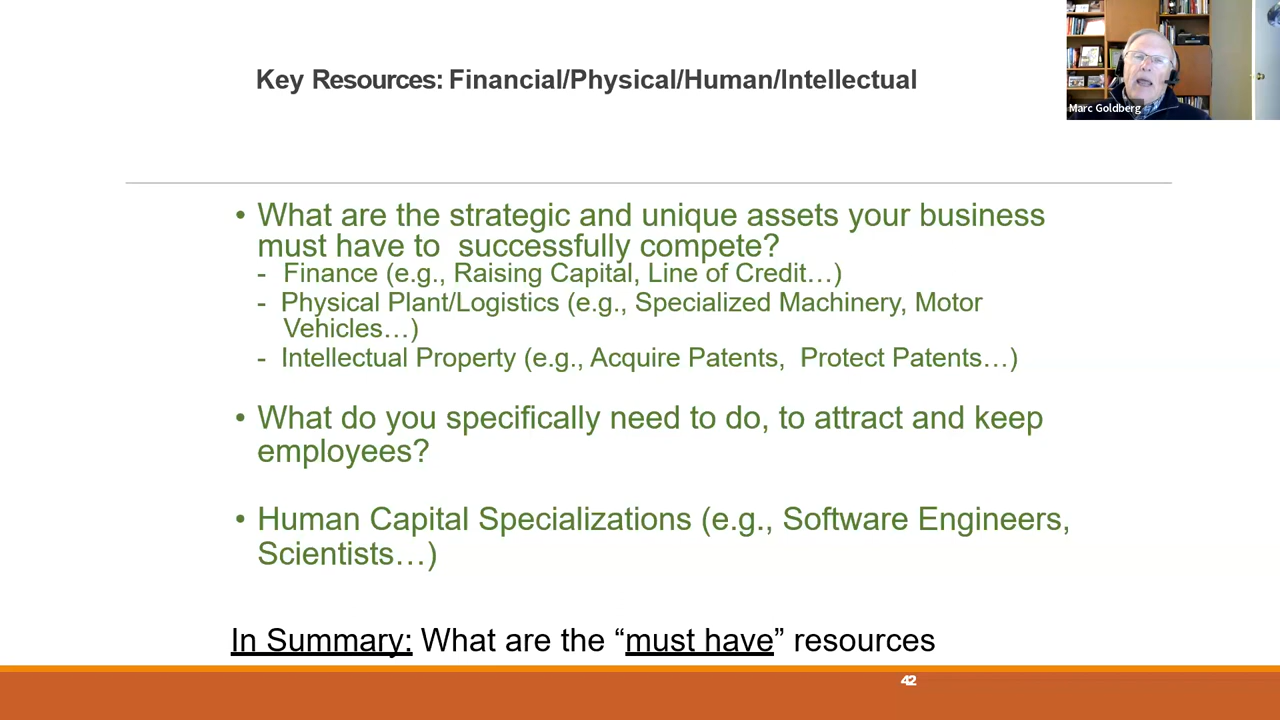 Key Resources: Financial/Physical/Human/Intellectual
Marc Goldberg
• What are the strategic and unique assets your business
must have to  successfully compete?
- Finance (e.g., Raising Capital, Line of Credit…)
- Physical Plant/Logistics (e.g., Specialized Machinery, Motor
Vehicles…)
- Intellectual Property (e.g., Acquire Patents,  Protect Patents…)
• What do you specifically need to do, to attract and keep
employees?
• Human Capital Specializations (e.g., Software Engineers,
Scientists…)
In Summary: What are the “must have” resources
42